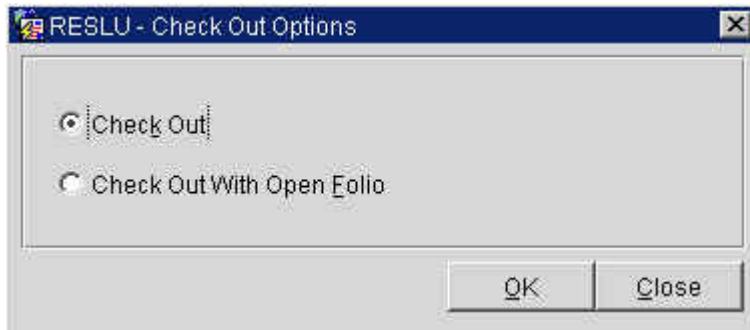 RESLU - Check Out Options
Check Out
Check Out With Open Folio
OK Close